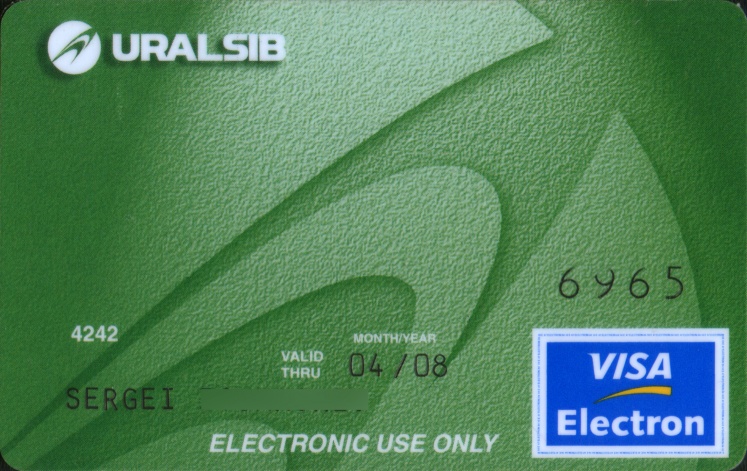 URALSIB
6965
4242
MONTH/YEAR
VALID
THRU
04/08
SERGEI
VISA
Electron
ELECTRONIC USE ONLY